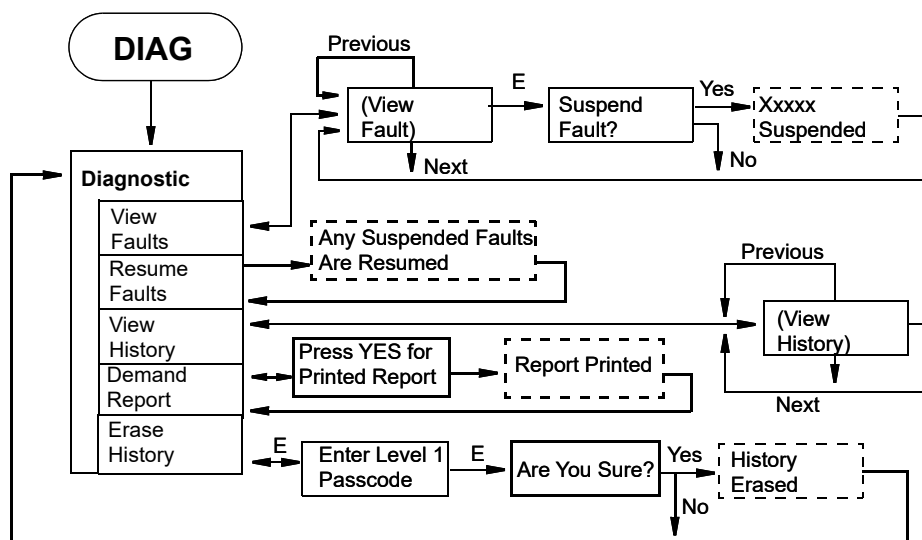 DIAG
Previous
E
Yes
(View
Fault)
Suspend
Fault?
Xxxxx
Suspended
Next
No
Diagnostic
View
Faults
Any Suspended Faults
Are Resumed
Resume
Faults
Previous
View
History
(View
History)
Press YES for
Printed Report
Report Printed
Demand
Report
Next
Erase
History
E
Enter Level 1
Passcode
E
Are You Sure?
Yes
History
Erased
No